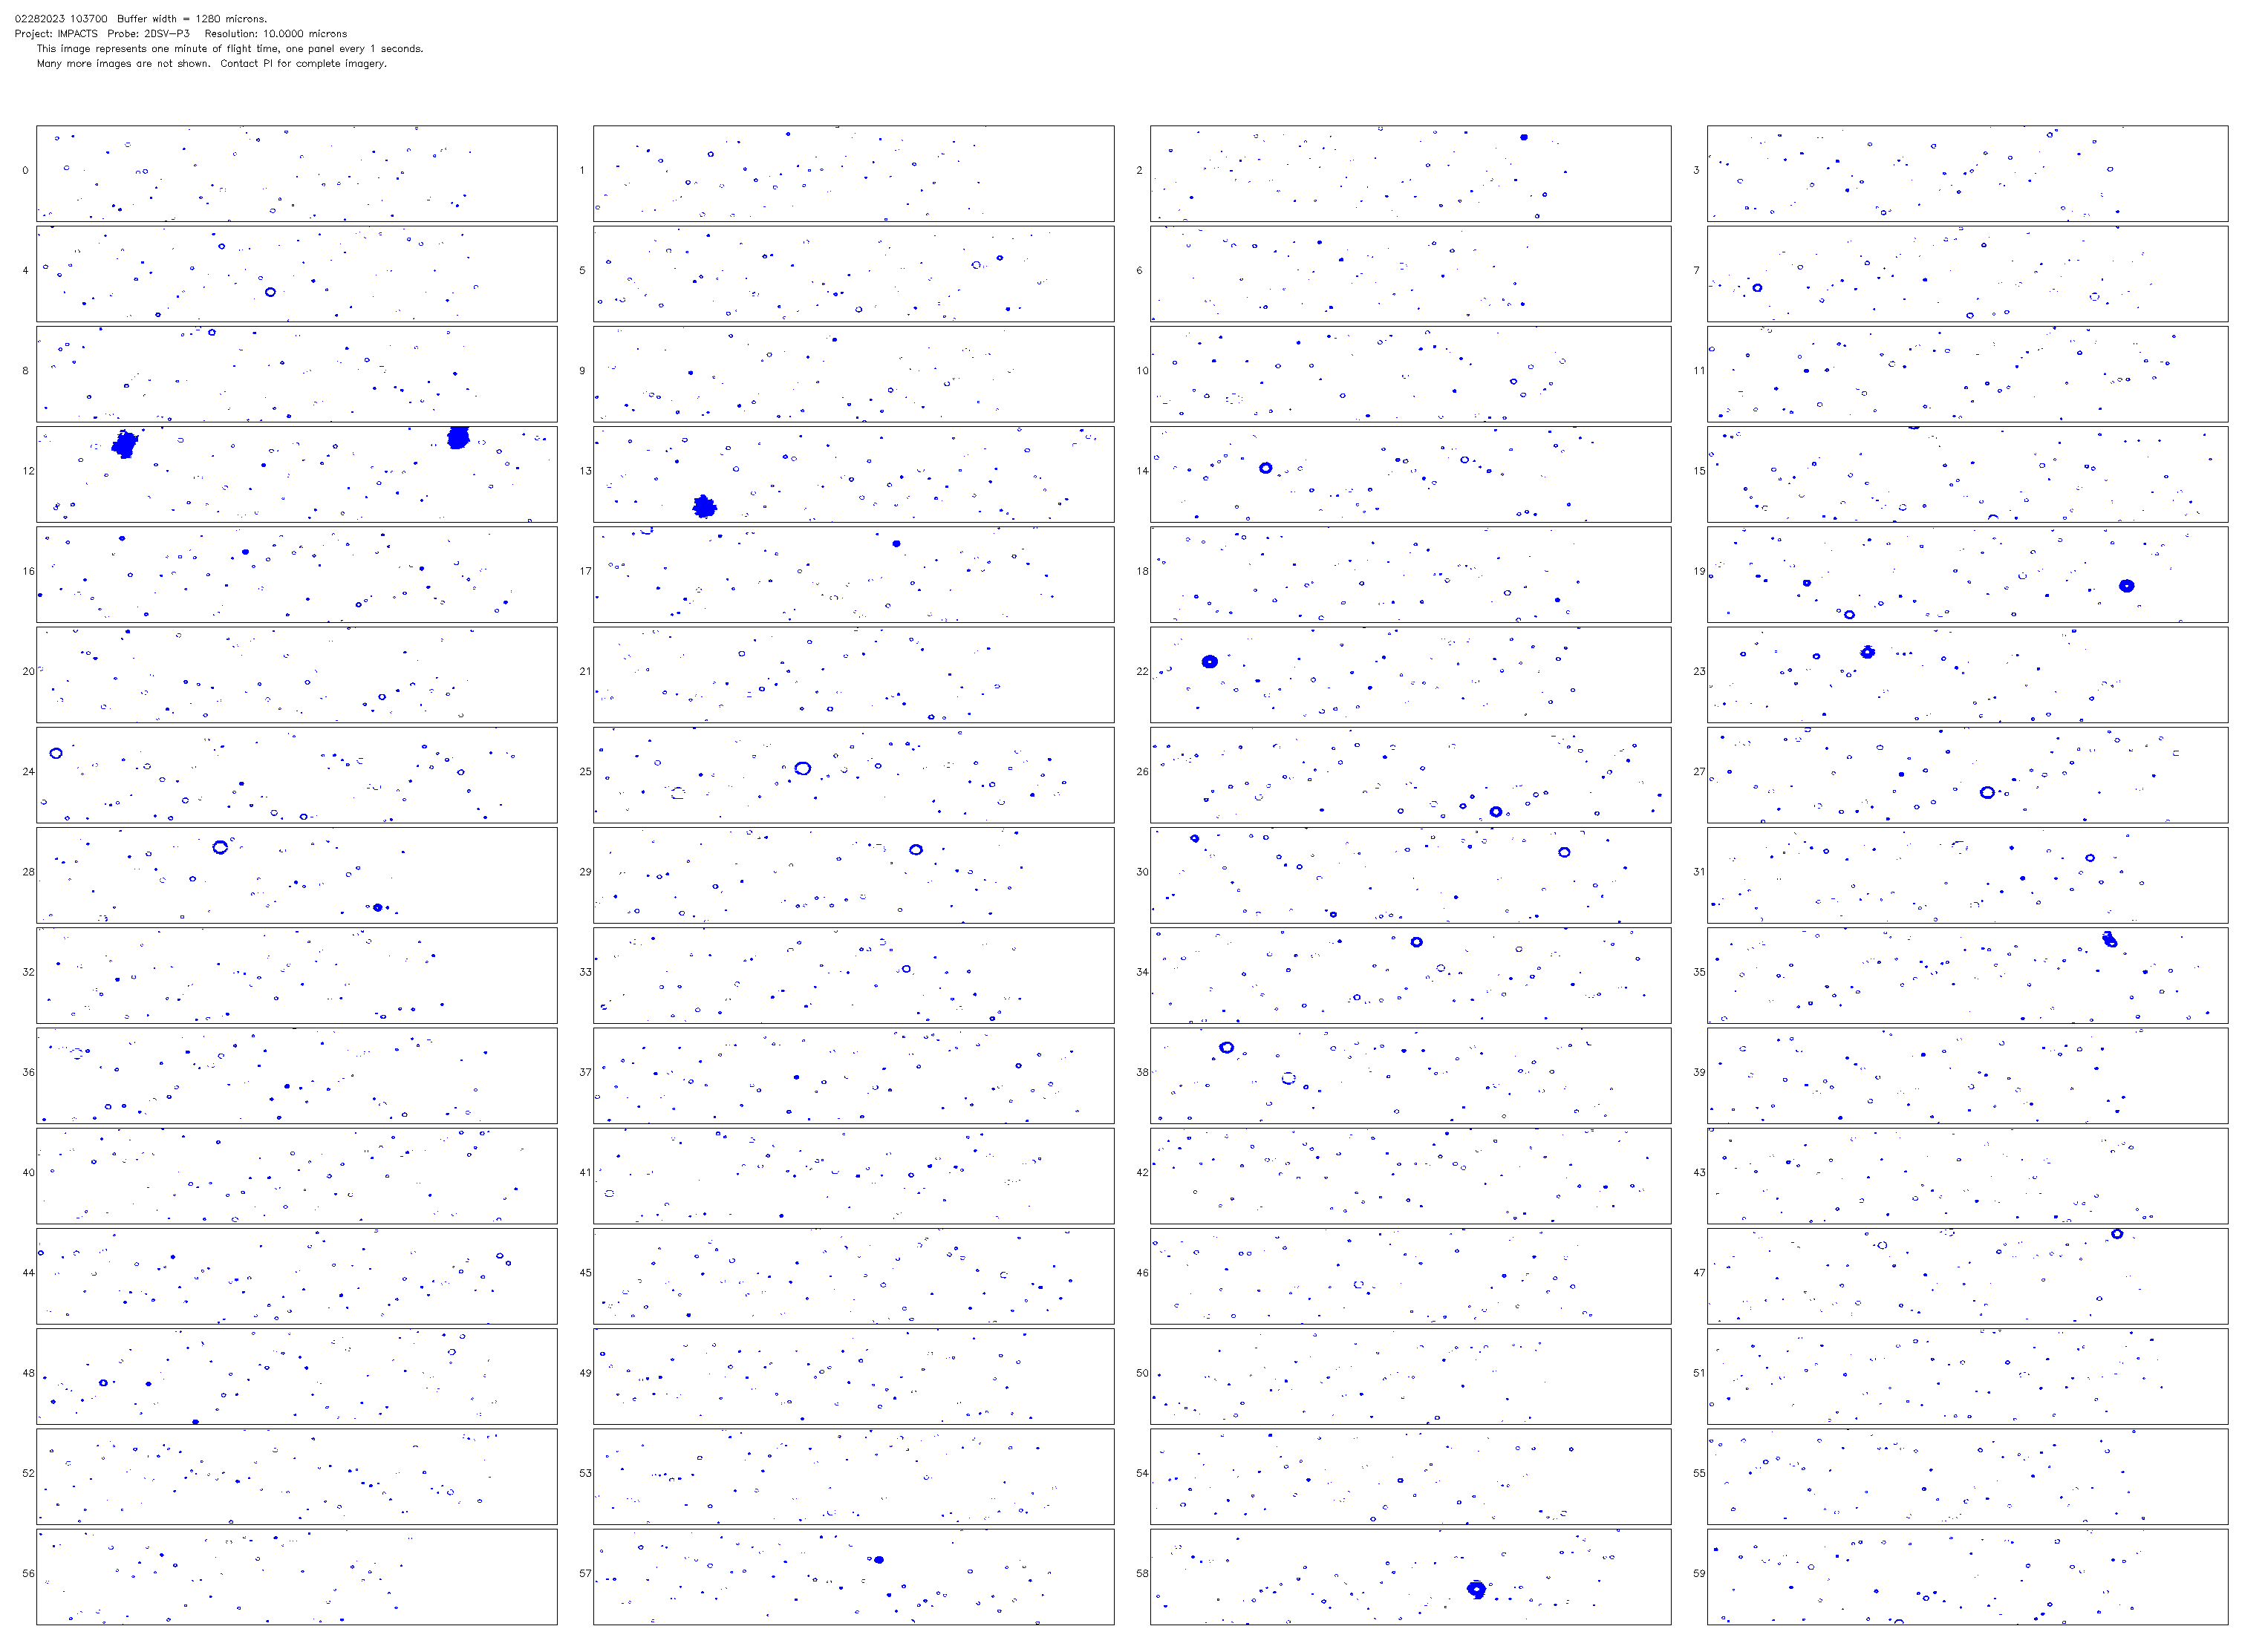 02282023 103700 Buffer width = 1280 microns.
Project: IMPACTS Probe: 2DSV-P3 Resolution: 10.0000 microns
This image represents one minute of flight time, one panel every 1 seconds.
Many more images are not shown. Contact PI for complete imagery.
0 1 2 3
4 5 6 7
8 9 10 11
12 13 14 15
16 17 18 19
20 21 22 23
24 25 26 27
28 29 30 31
32 33 34 35
36 37 38 39
40 41 42 43
44 45 46 47
48 49 50 51
52 53 54 55
56 57 58 59